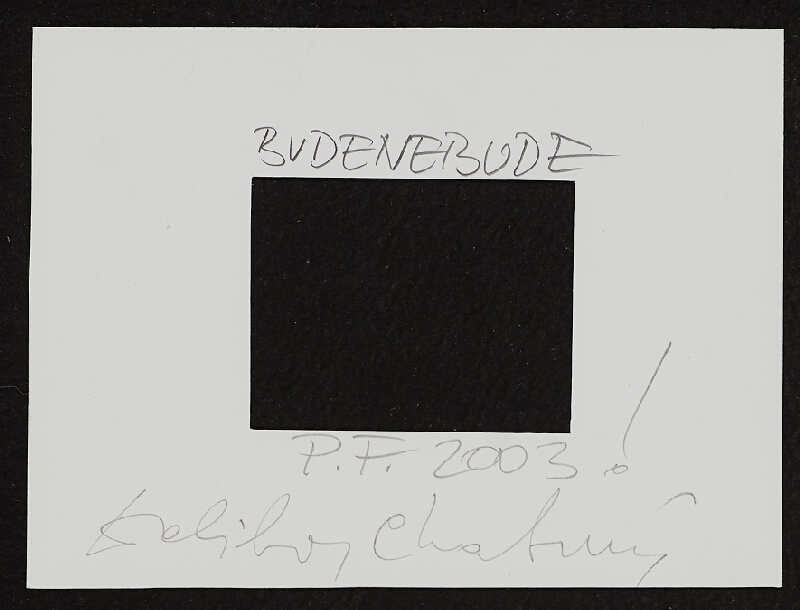 BUDENEBUDE
P.F. 2003!
Dalibor Chatrný